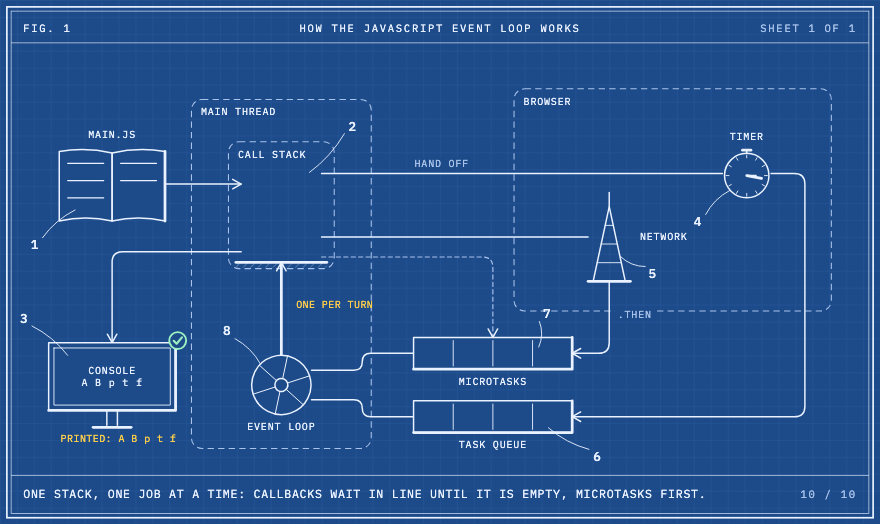 FIG. 1
HOW THE JAVASCRIPT EVENT LOOP WORKS
SHEET 1 OF 1
BROWSER
MAIN THREAD
2
MAIN.JS
TIMER
CALL STACK
HAND OFF
4
1
NETWORK
5
ONE PER TURN
7
.THEN
3
8
CONSOLE
A B p t f
MICROTASKS
EVENT LOOP
PRINTED: A B p t f
TASK QUEUE
6
ONE STACK, ONE JOB AT A TIME: CALLBACKS WAIT IN LINE UNTIL IT IS EMPTY, MICROTASKS FIRST.
10 / 10